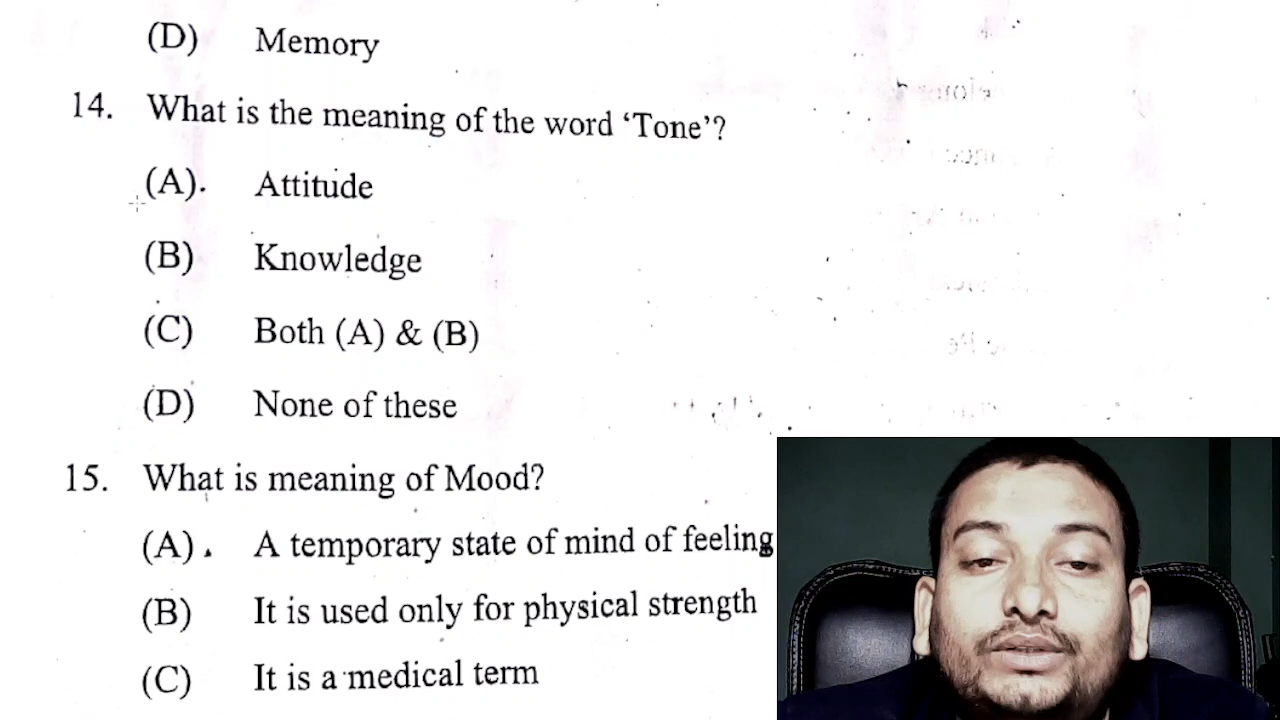 (D) Memory
14. What is the meaning of the word ‘Tone’?
(A). Attitude
(B) Knowledge
(C) Both (A) & (B)
(D) None of these
15. What is meaning of Mood?
(A). A temporary state of mind of feeling
(B) It is used only for physical strength
(C) It is a medical term